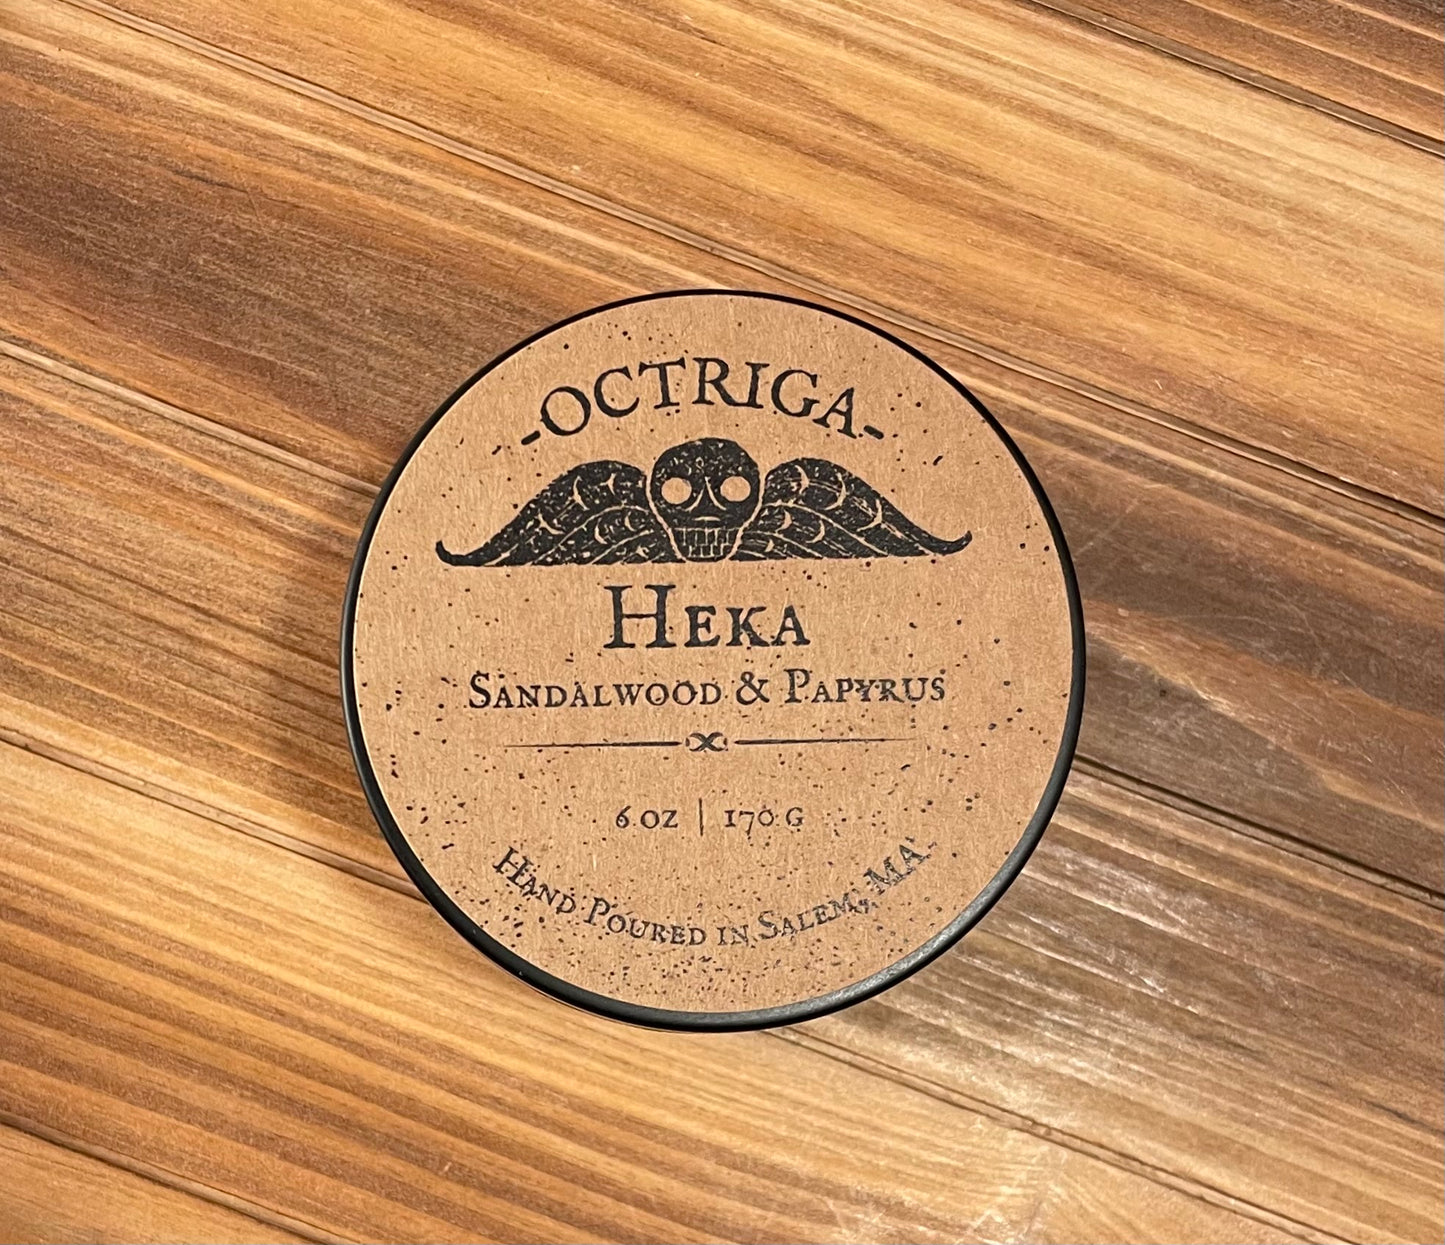 -OCTRIGA-
HEKA
SANDALWOOD & PAPYRUS
6 OZ | 170 G
HAND POURED IN SALEM, MA